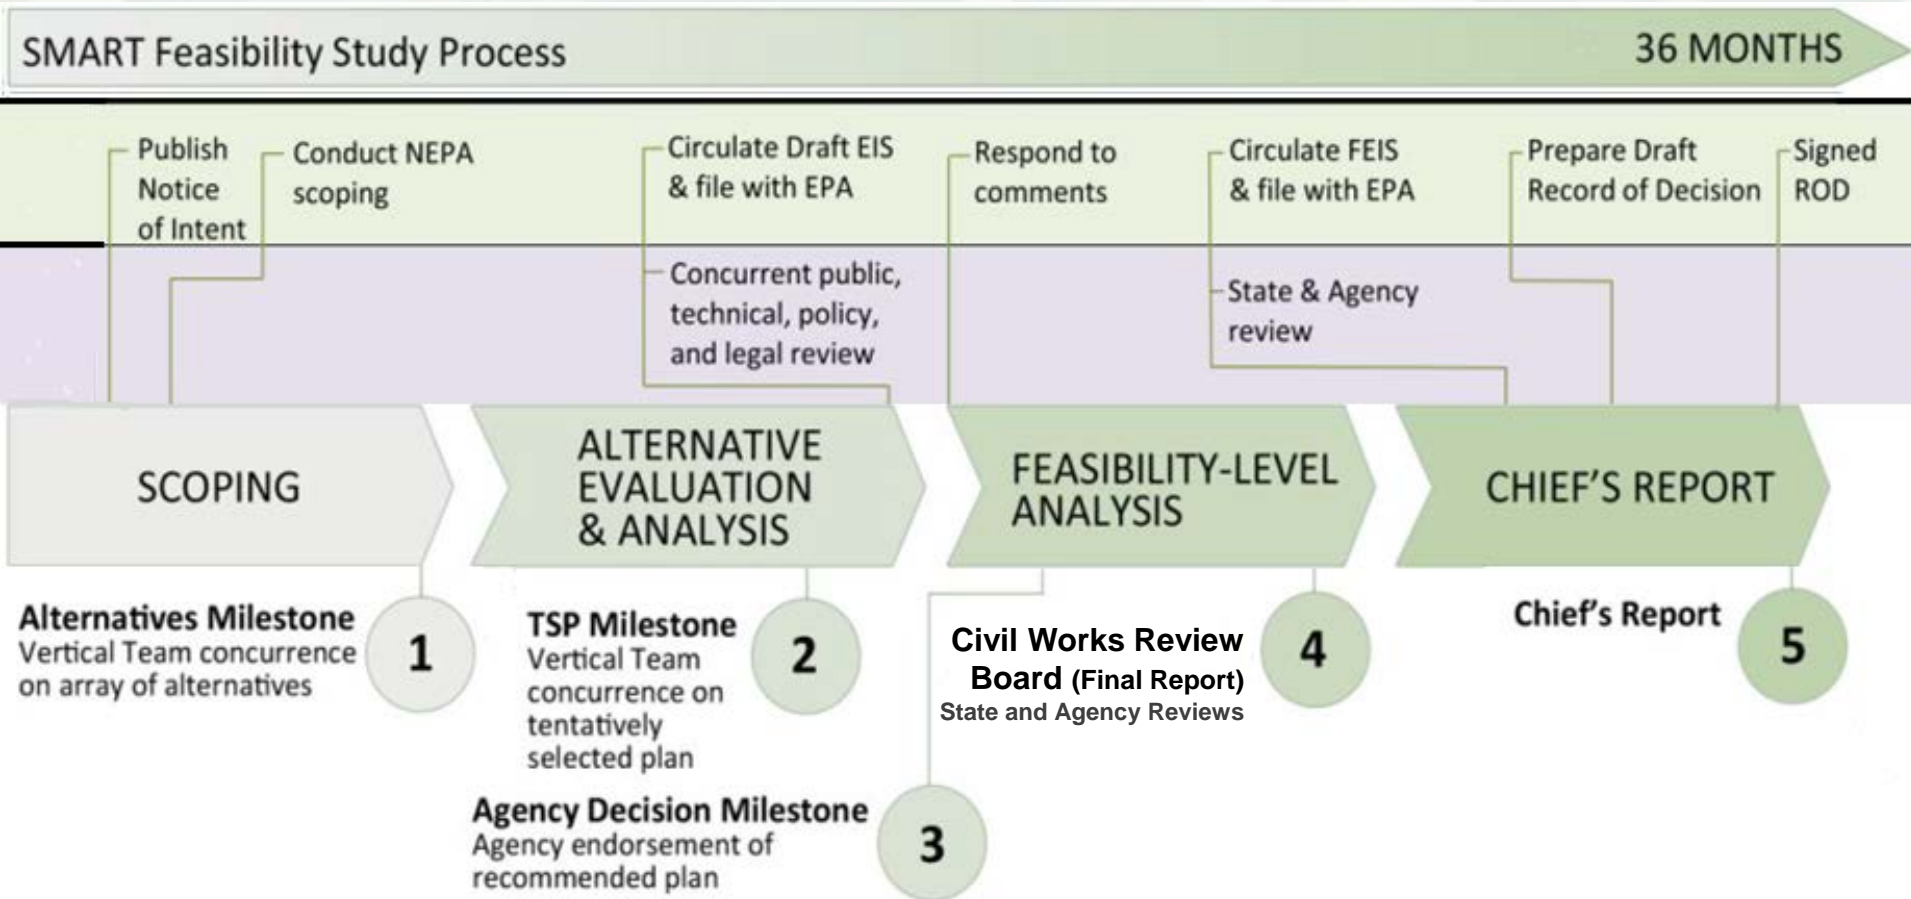 SMART Feasibility Study Process
36 MONTHS
Publish
Notice
of Intent
Conduct NEPA
scoping
Circulate Draft EIS
& file with EPA
Respond to
comments
Circulate FEIS
& file with EPA
Prepare Draft
Record of Decision
Signed
ROD
Concurrent public,
technical, policy,
and legal review
State & Agency
review
SCOPING
ALTERNATIVE
EVALUATION
& ANALYSIS
FEASIBILITY-LEVEL
ANALYSIS
CHIEF'S REPORT
Alternatives Milestone
Vertical Team concurrence
on array of alternatives
1
TSP Milestone
Vertical Team
concurrence on
tentatively
selected plan
2
Agency Decision Milestone
Agency endorsement of
recommended plan
3
Civil Works Review
Board (Final Report)
State and Agency Reviews
4
Chief's Report
5